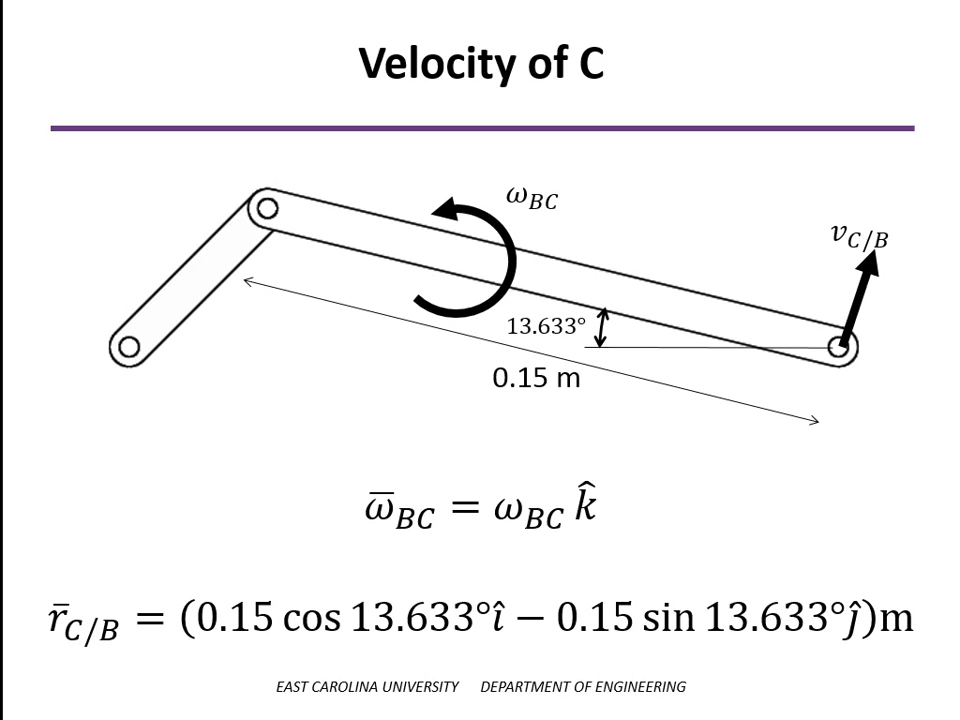 Velocity of C
ω_BC
v_C/B
13.633°
0.15 m
ω̅_BC = ω_BC k̂
r̅_C/B = (0.15 cos 13.633°î − 0.15 sin 13.633°ĵ)m
EAST CAROLINA UNIVERSITY DEPARTMENT OF ENGINEERING